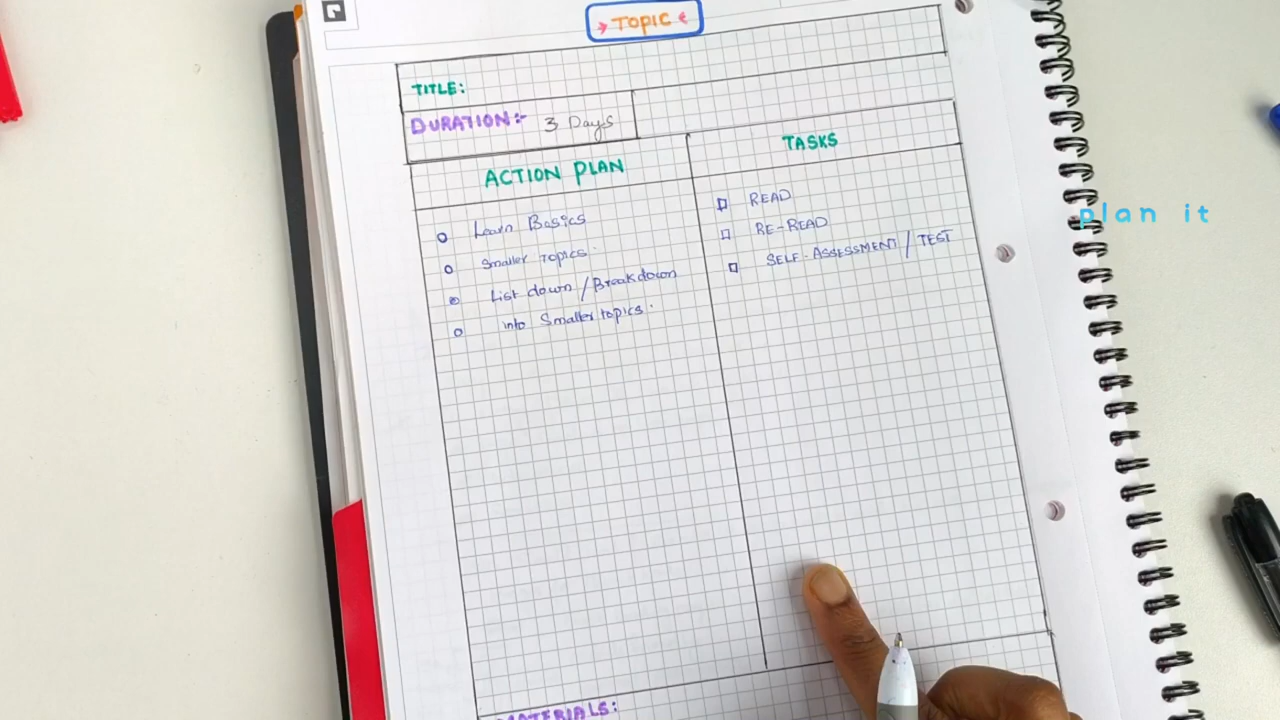 TOPIC
TITLE:
DURATION:- 3 Days
ACTION PLAN
TASKS
Learn Basics
Smaller topics.
List down / Breakdown
into Smaller topics.
READ
RE-READ
SELF-ASSESSMENT / TEST
plan it
MATERIALS: